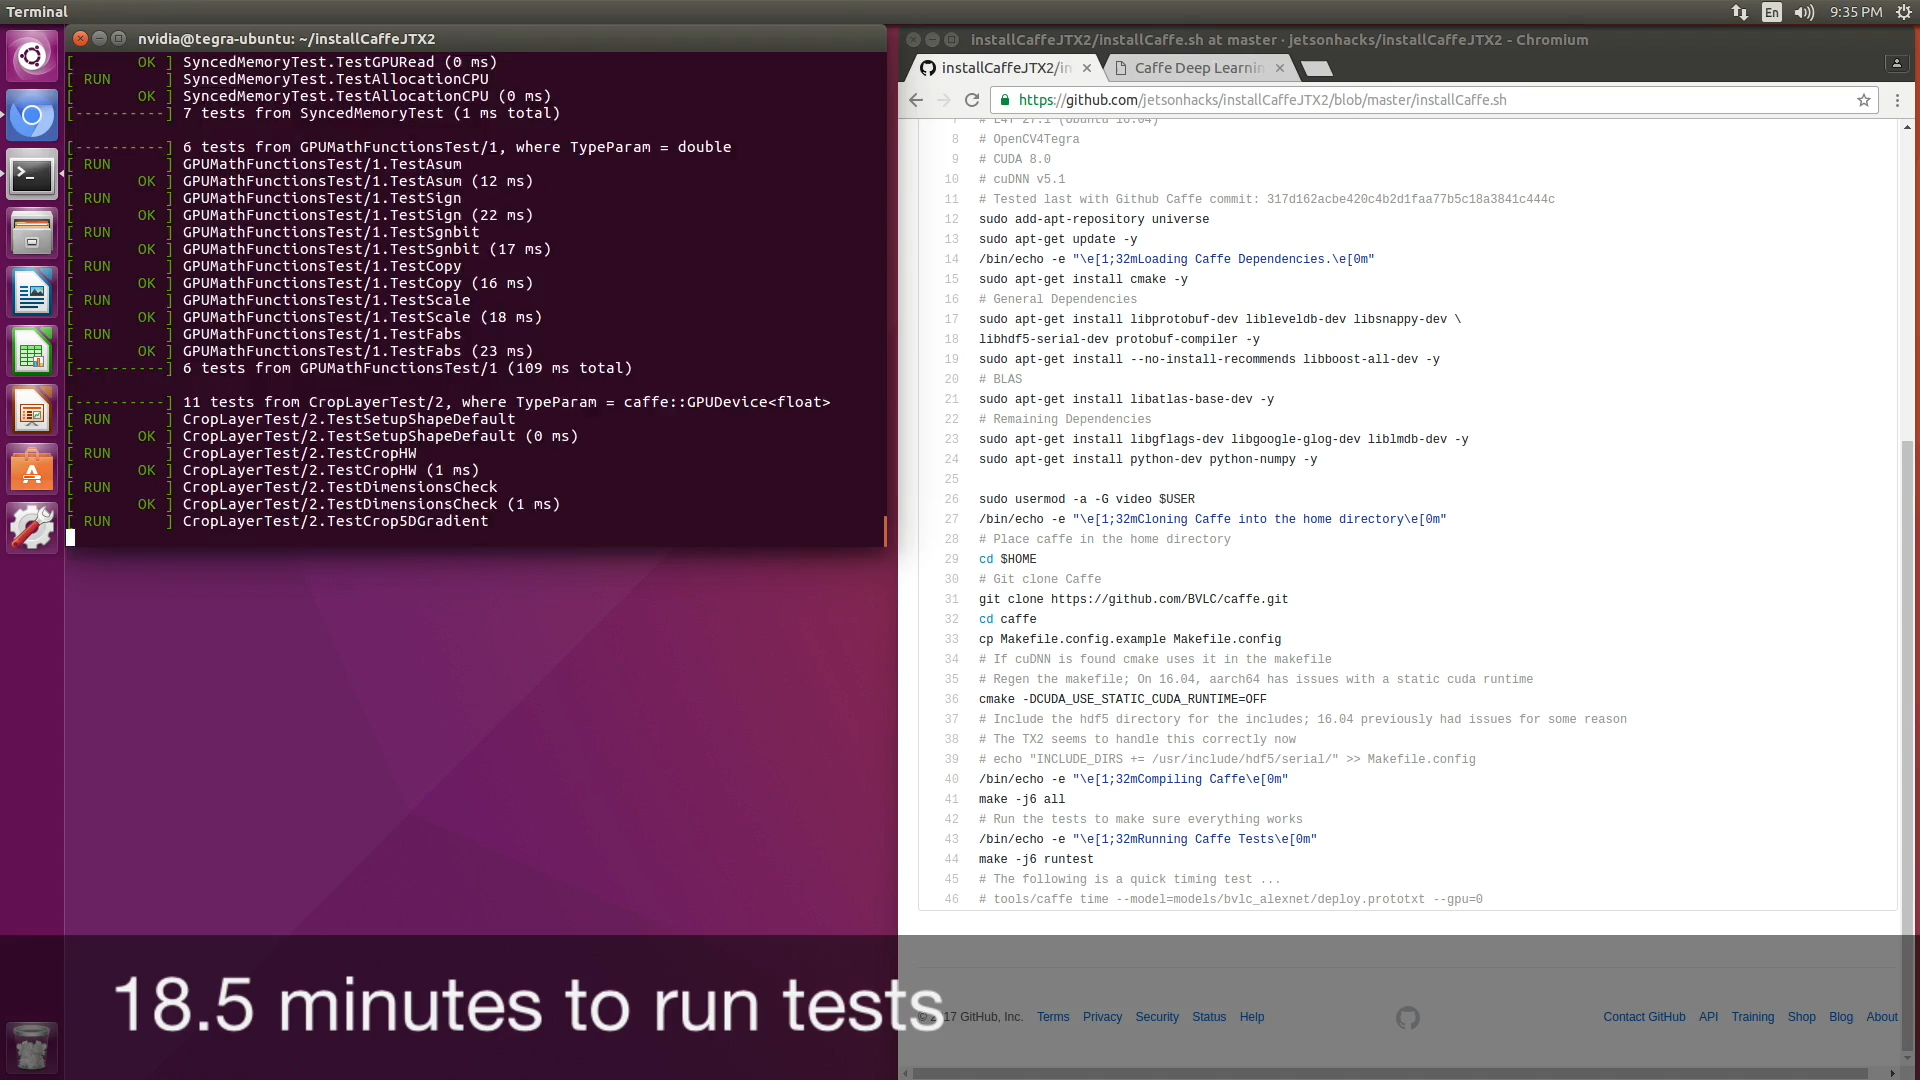 Terminal
En
9:35 PM
nvidia@tegra-ubuntu: ~/installCaffeJTX2
[       OK ] SyncedMemoryTest.TestGPURead (0 ms)
[ RUN      ] SyncedMemoryTest.TestAllocationCPU
[       OK ] SyncedMemoryTest.TestAllocationCPU (0 ms)
[----------] 7 tests from SyncedMemoryTest (1 ms total)
[----------] 6 tests from GPUMathFunctionsTest/1, where TypeParam = double
[ RUN      ] GPUMathFunctionsTest/1.TestAsum
[       OK ] GPUMathFunctionsTest/1.TestAsum (12 ms)
[ RUN      ] GPUMathFunctionsTest/1.TestSign
[       OK ] GPUMathFunctionsTest/1.TestSign (22 ms)
[ RUN      ] GPUMathFunctionsTest/1.TestSgnbit
[       OK ] GPUMathFunctionsTest/1.TestSgnbit (17 ms)
[ RUN      ] GPUMathFunctionsTest/1.TestCopy
[       OK ] GPUMathFunctionsTest/1.TestCopy (16 ms)
[ RUN      ] GPUMathFunctionsTest/1.TestScale
[       OK ] GPUMathFunctionsTest/1.TestScale (18 ms)
[ RUN      ] GPUMathFunctionsTest/1.TestFabs
[       OK ] GPUMathFunctionsTest/1.TestFabs (23 ms)
[----------] 6 tests from GPUMathFunctionsTest/1 (109 ms total)
[----------] 11 tests from CropLayerTest/2, where TypeParam = caffe::GPUDevice<float>
[ RUN      ] CropLayerTest/2.TestSetupShapeDefault
[       OK ] CropLayerTest/2.TestSetupShapeDefault (0 ms)
[ RUN      ] CropLayerTest/2.TestCropHW
[       OK ] CropLayerTest/2.TestCropHW (1 ms)
[ RUN      ] CropLayerTest/2.TestDimensionsCheck
[       OK ] CropLayerTest/2.TestDimensionsCheck (1 ms)
[ RUN      ] CropLayerTest/2.TestCrop5DGradient
installCaffeJTX2/installCaffe.sh at master · jetsonhacks/installCaffeJTX2 - Chromium
installCaffeJTX2/in
Caffe Deep Learnin
https://github.com/jetsonhacks/installCaffeJTX2/blob/master/installCaffe.sh
7 # L4T 27.1 (Ubuntu 16.04)
8 # OpenCV4Tegra
9 # CUDA 8.0
10 # cuDNN v5.1
11 # Tested last with Github Caffe commit: 317d162acbe420c4b2d1faa77b5c18a3841c444c
12 sudo add-apt-repository universe
13 sudo apt-get update -y
14 /bin/echo -e "\e[1;32mLoading Caffe Dependencies.\e[0m"
15 sudo apt-get install cmake -y
16 # General Dependencies
17 sudo apt-get install libprotobuf-dev libleveldb-dev libsnappy-dev \
18 libhdf5-serial-dev protobuf-compiler -y
19 sudo apt-get install --no-install-recommends libboost-all-dev -y
20 # BLAS
21 sudo apt-get install libatlas-base-dev -y
22 # Remaining Dependencies
23 sudo apt-get install libgflags-dev libgoogle-glog-dev liblmdb-dev -y
24 sudo apt-get install python-dev python-numpy -y
25
26 sudo usermod -a -G video $USER
27 /bin/echo -e "\e[1;32mCloning Caffe into the home directory\e[0m"
28 # Place caffe in the home directory
29 cd $HOME
30 # Git clone Caffe
31 git clone https://github.com/BVLC/caffe.git
32 cd caffe
33 cp Makefile.config.example Makefile.config
34 # If cuDNN is found cmake uses it in the makefile
35 # Regen the makefile; On 16.04, aarch64 has issues with a static cuda runtime
36 cmake -DCUDA_USE_STATIC_CUDA_RUNTIME=OFF
37 # Include the hdf5 directory for the includes; 16.04 previously had issues for some reason
38 # The TX2 seems to handle this correctly now
39 # echo "INCLUDE_DIRS += /usr/include/hdf5/serial/" >> Makefile.config
40 /bin/echo -e "\e[1;32mCompiling Caffe\e[0m"
41 make -j6 all
42 # Run the tests to make sure everything works
43 /bin/echo -e "\e[1;32mRunning Caffe Tests\e[0m"
44 make -j6 runtest
45 # The following is a quick timing test ...
46 # tools/caffe time --model=models/bvlc_alexnet/deploy.prototxt --gpu=0
18.5 minutes to run tests
17 GitHub, Inc. Terms Privacy Security Status Help Contact GitHub API Training Shop Blog About